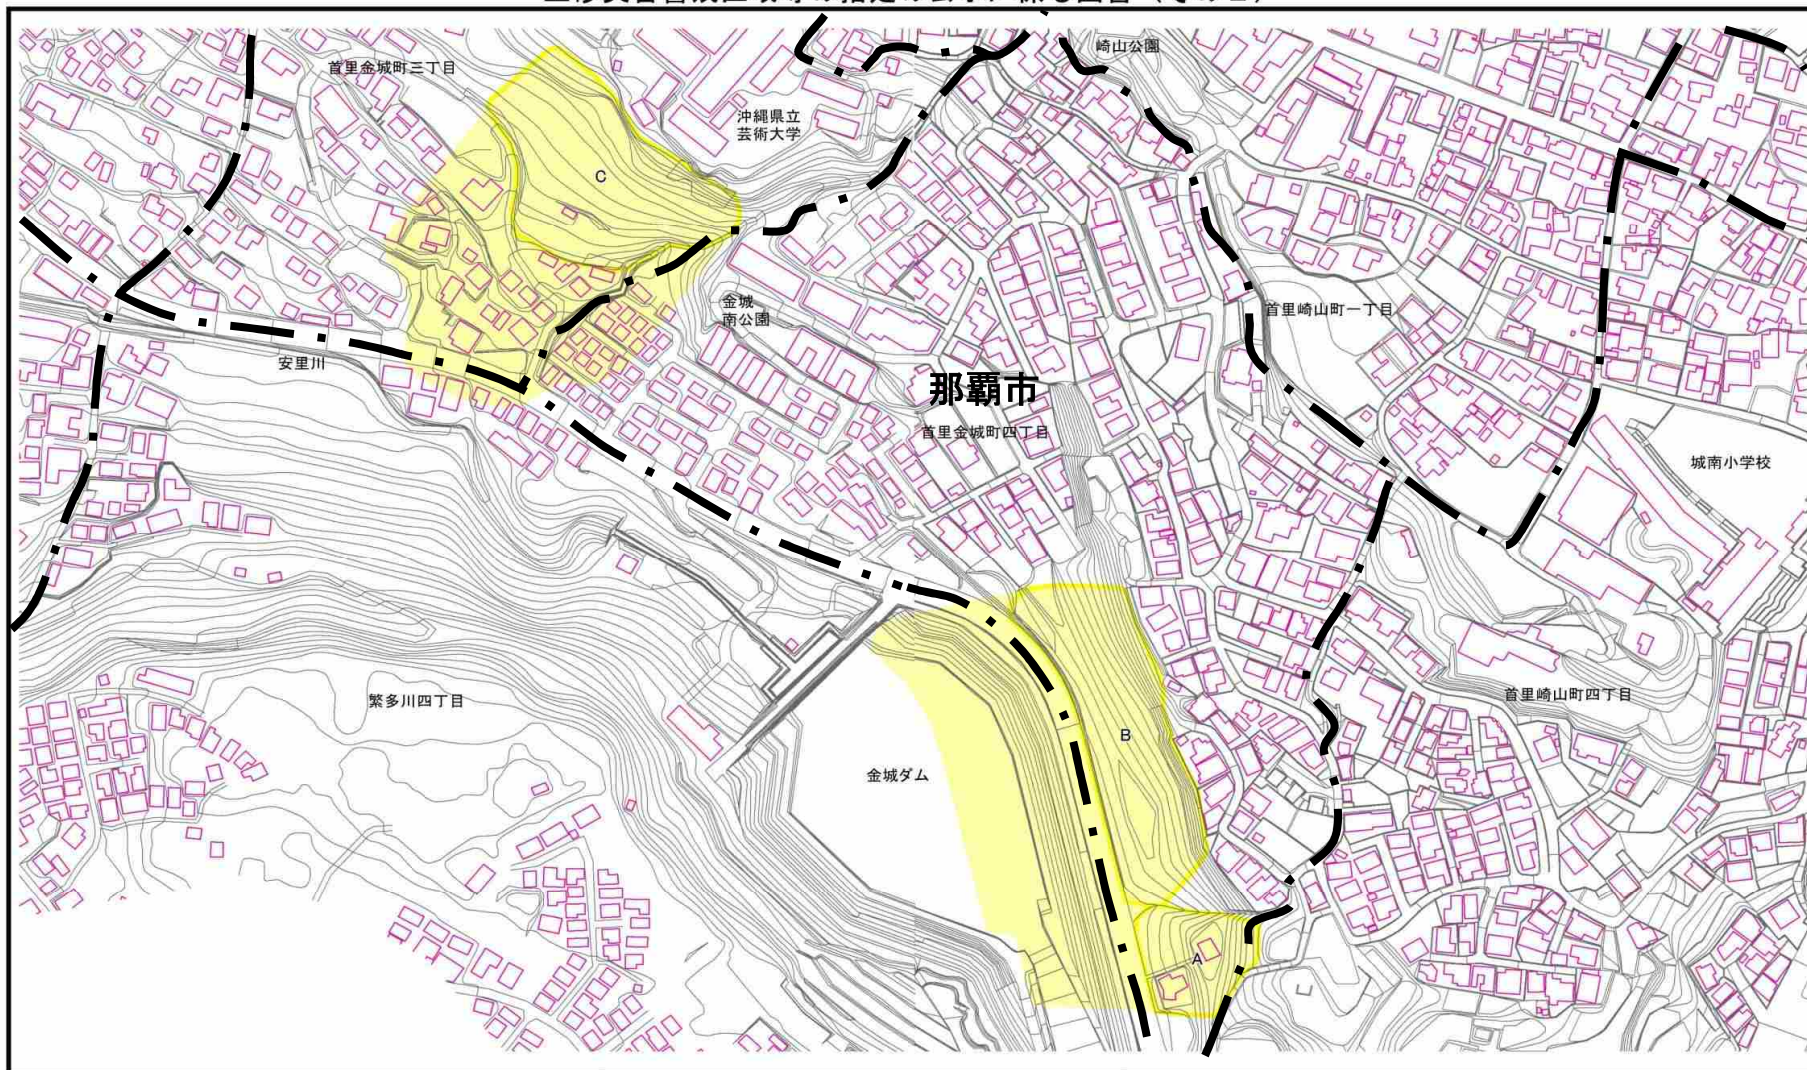 崎山公園
首里金城町三丁目
沖縄県立
芸術大学
C
金城
南公園
首里崎山町一丁目
安里川
那覇市
首里金城町四丁目
城南小学校
繁多川四丁目
首里崎山町四丁目
B
金城ダム
A